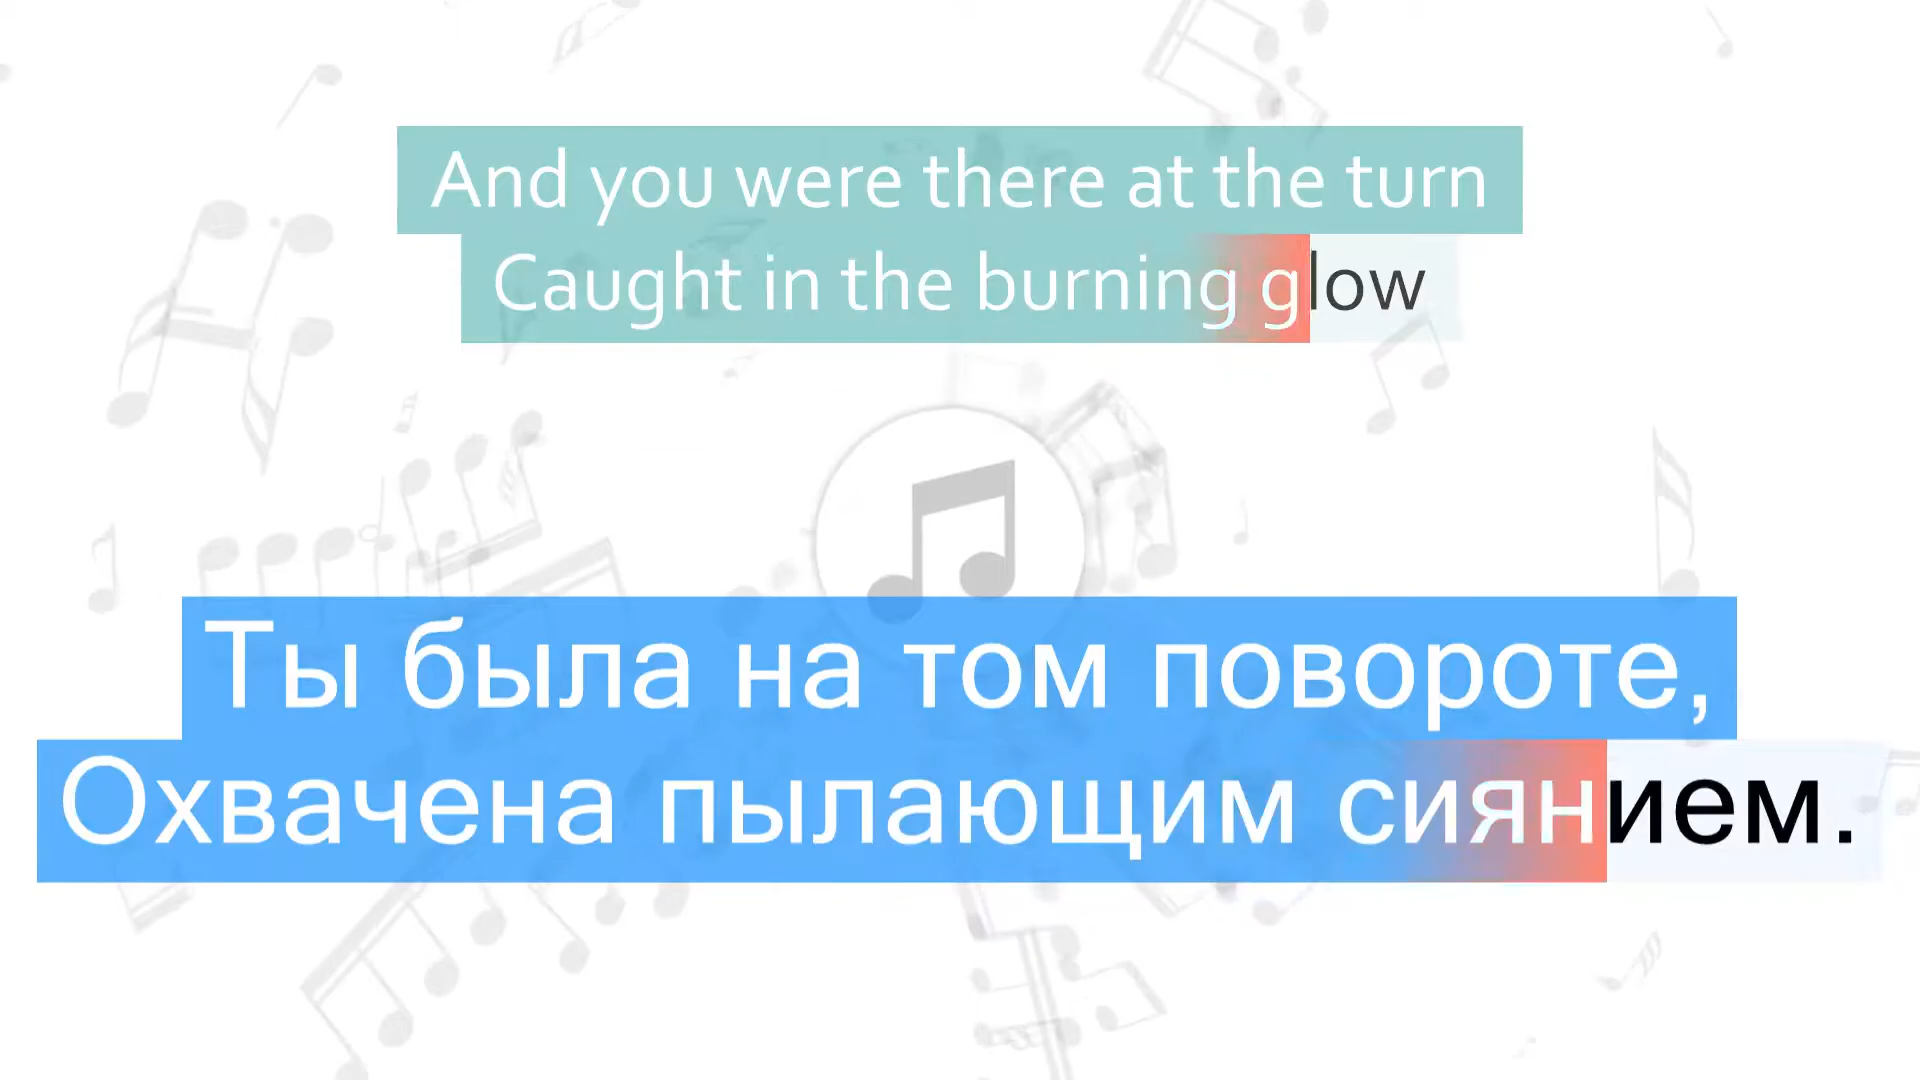 And you were there at the turn
Caught in the burning glow
Ты была на том повороте,
Охвачена пылающим сиянием.